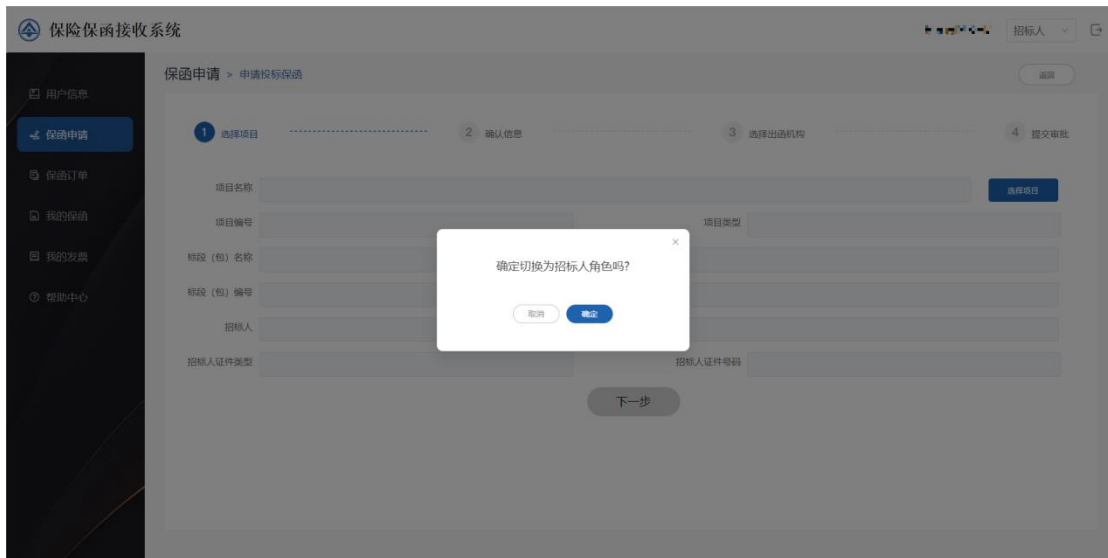 保险保函接收系统
招标人
用户信息
保函申请
保函订单
我的保函
我的发票
帮助中心
保函申请 > 申请投标保函
返回
1 选择项目
2 确认信息
3 选择出函机构
4 提交审批
项目名称
选择项目
项目编号
项目类型
标段（包）名称
标段（包）编号
招标人
招标人证件类型
招标人证件号码
确定切换为招标人角色吗?
取消
确定
下一步